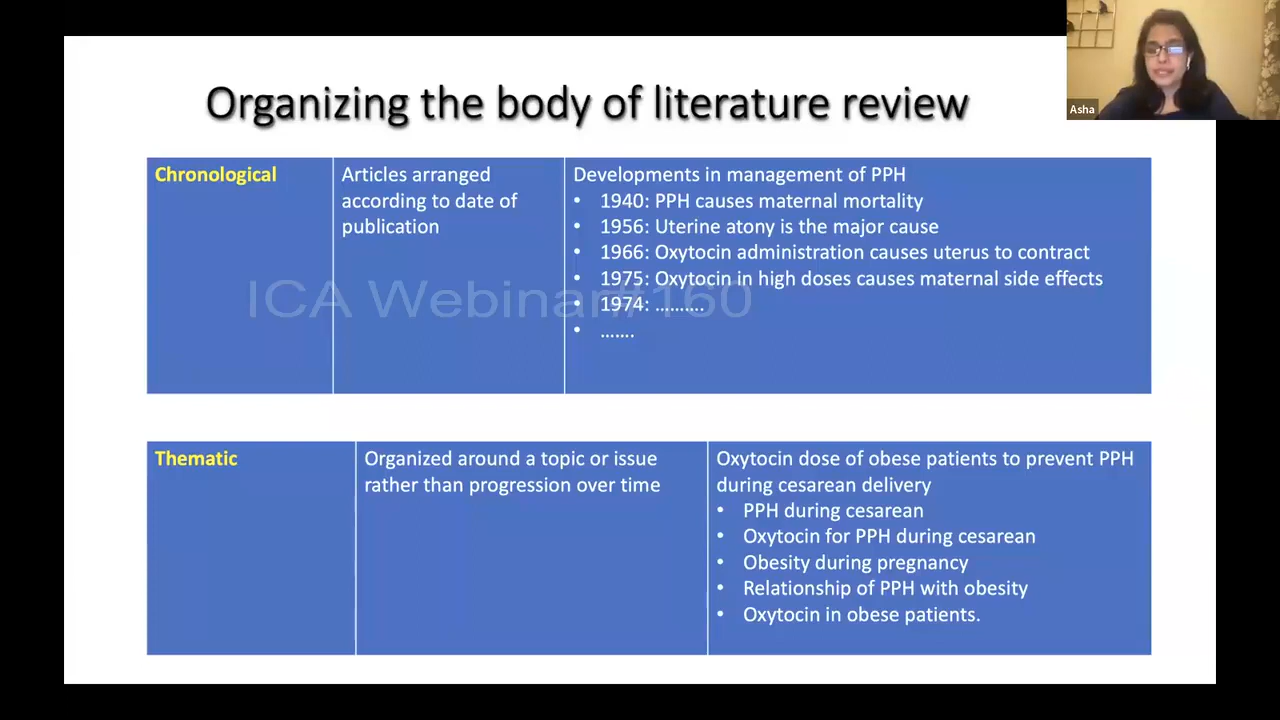 Organizing the body of literature review
Asha
Chronological
Articles arranged
according to date of
publication
Developments in management of PPH
• 1940: PPH causes maternal mortality
• 1956: Uterine atony is the major cause
• 1966: Oxytocin administration causes uterus to contract
• 1975: Oxytocin in high doses causes maternal side effects
• 1974: ……….
• …….
ICA Webinar#160
Thematic
Organized around a topic or issue
rather than progression over time
Oxytocin dose of obese patients to prevent PPH
during cesarean delivery
• PPH during cesarean
• Oxytocin for PPH during cesarean
• Obesity during pregnancy
• Relationship of PPH with obesity
• Oxytocin in obese patients.